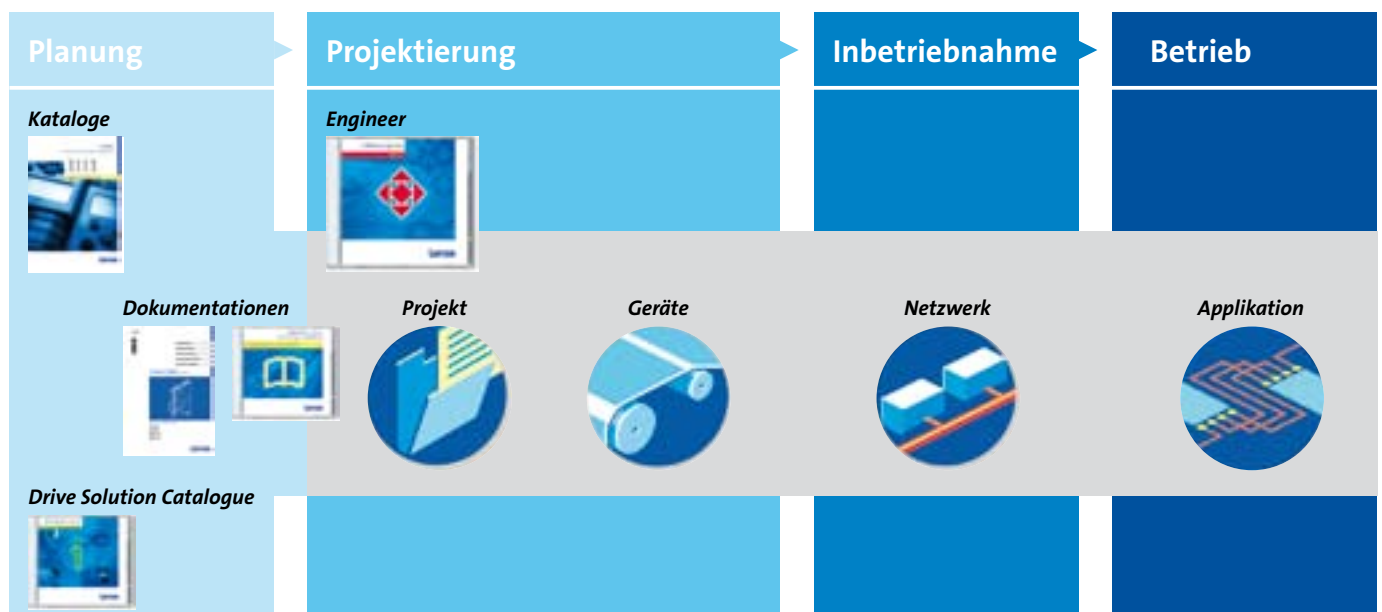 Planung
Projektierung
Inbetriebnahme
Betrieb
Kataloge
Engineer
Dokumentationen
Projekt
Geräte
Netzwerk
Applikation
Drive Solution Catalogue